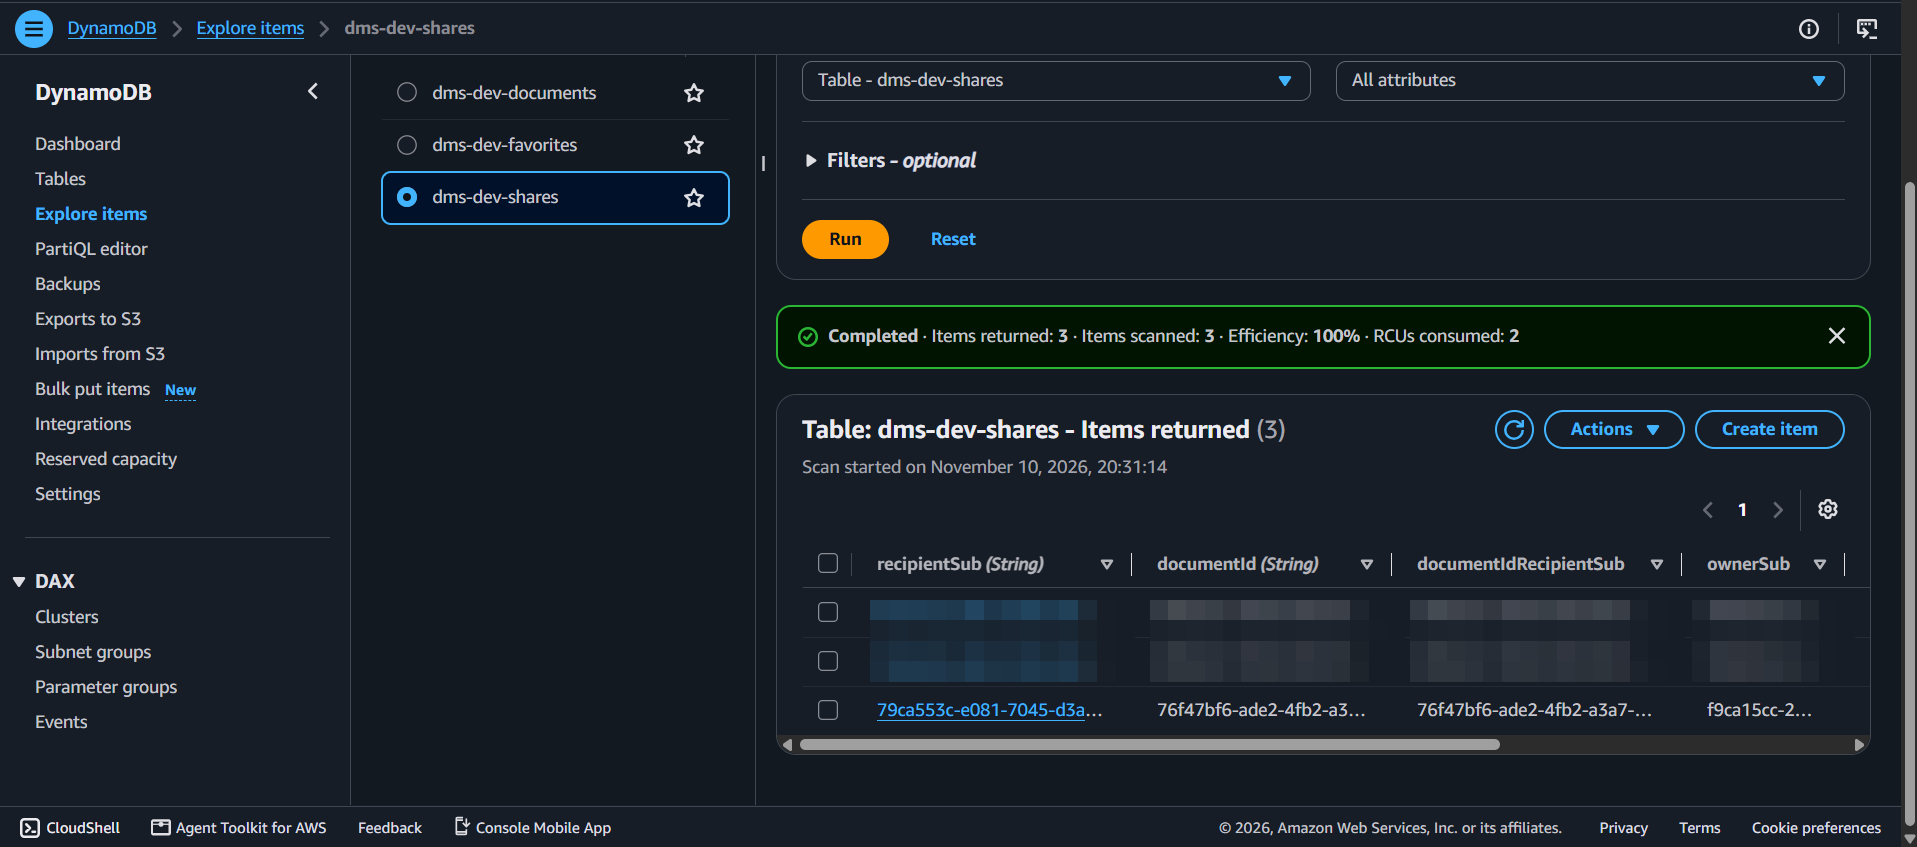 DynamoDB > Explore items > dms-dev-shares
DynamoDB
Dashboard
Tables
Explore items
PartiQL editor
Backups
Exports to S3
Imports from S3
Bulk put items New
Integrations
Reserved capacity
Settings
DAX
Clusters
Subnet groups
Parameter groups
Events
dms-dev-documents
dms-dev-favorites
dms-dev-shares
Table - dms-dev-shares
All attributes
Filters - optional
Run
Reset
Completed · Items returned: 3 · Items scanned: 3 · Efficiency: 100% · RCUs consumed: 2
Table: dms-dev-shares - Items returned (3)
Actions
Create item
Scan started on November 10, 2026, 20:31:14
1
recipientSub (String) documentId (String) documentIdRecipientSub ownerSub
79ca553c-e081-7045-d3a... 76f47bf6-ade2-4fb2-a3... 76f47bf6-ade2-4fb2-a3a7-... f9ca15cc-2...
CloudShell Agent Toolkit for AWS Feedback Console Mobile App © 2026, Amazon Web Services, Inc. or its affiliates. Privacy Terms Cookie preferences